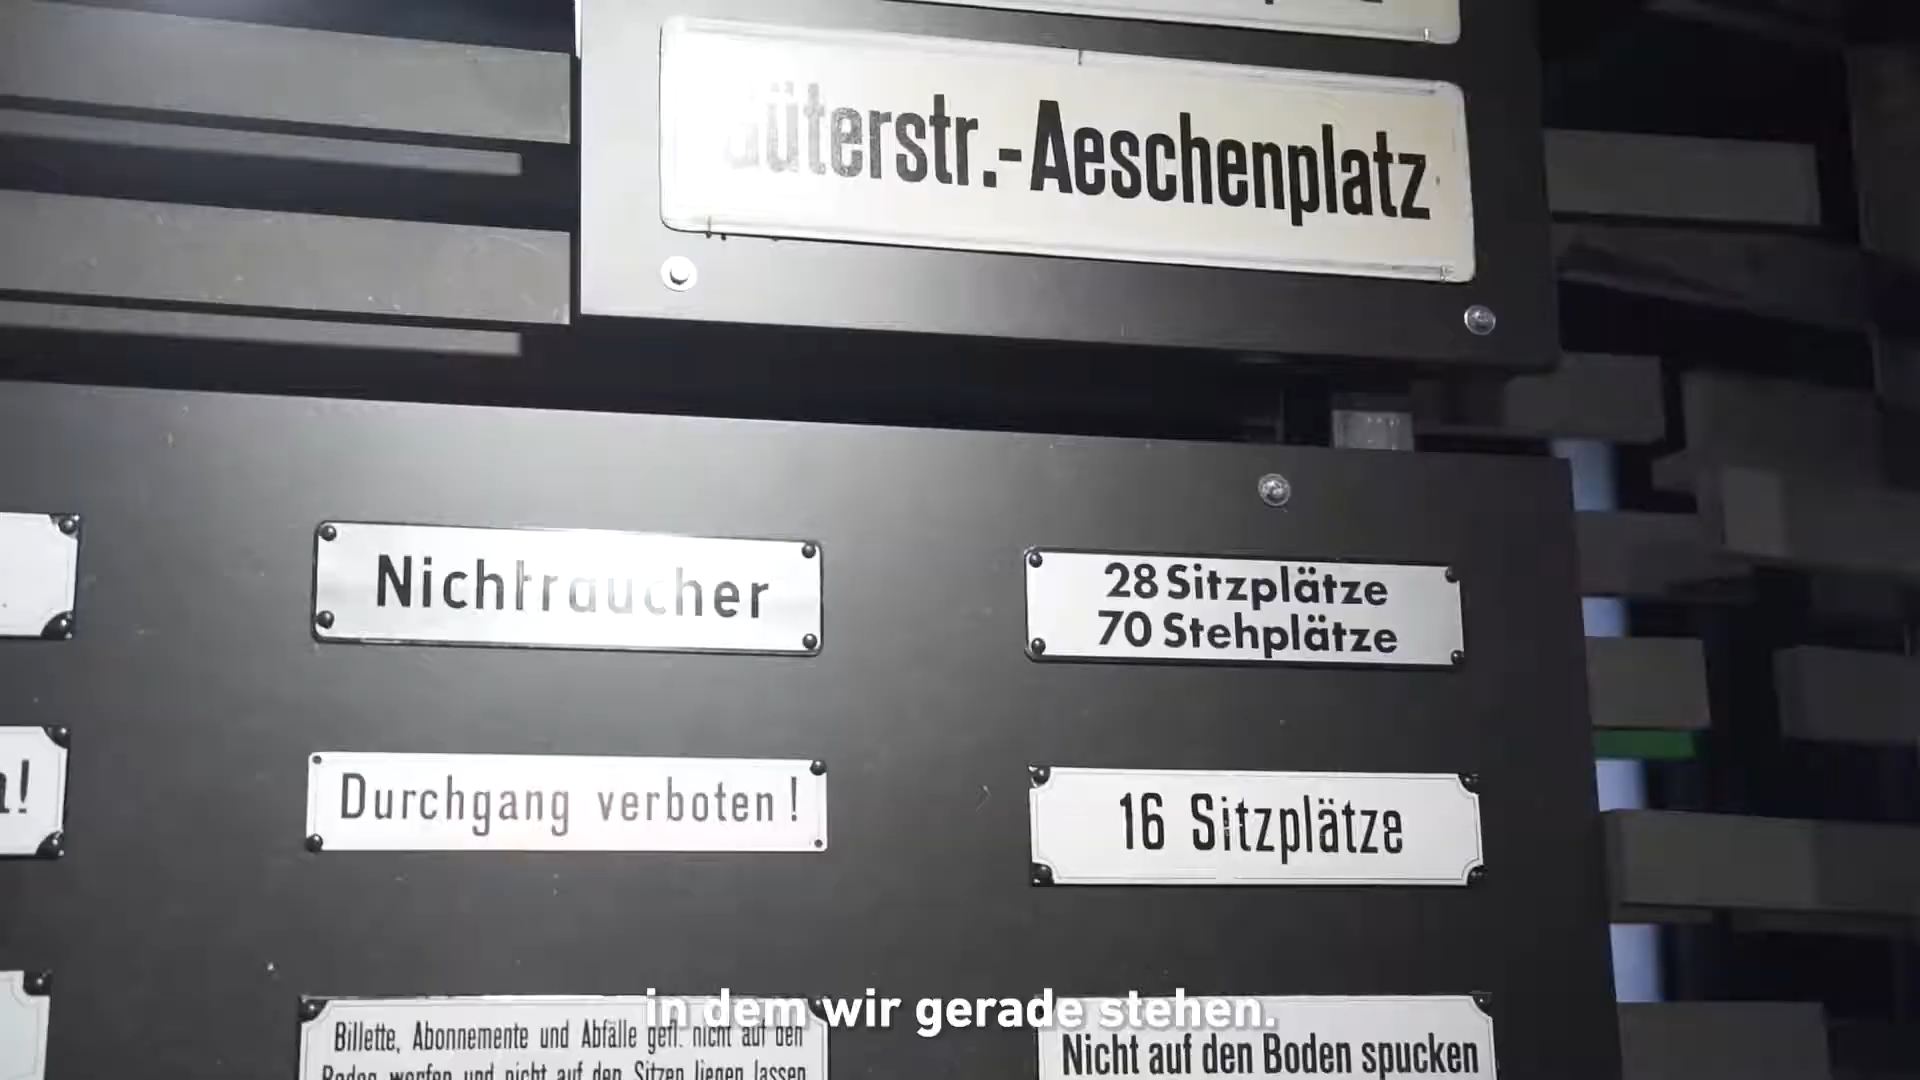 Güterstr.-Aeschenplatz
Nichtraucher
28 Sitzplätze
70 Stehplätze
n!
Durchgang verboten!
16 Sitzplätze
in dem wir gerade stehen.
Billette, Abonnemente und Abfälle gefl. nicht auf den
Boden werfen und nicht auf den Sitzen liegen lassen
Nicht auf den Boden spucken